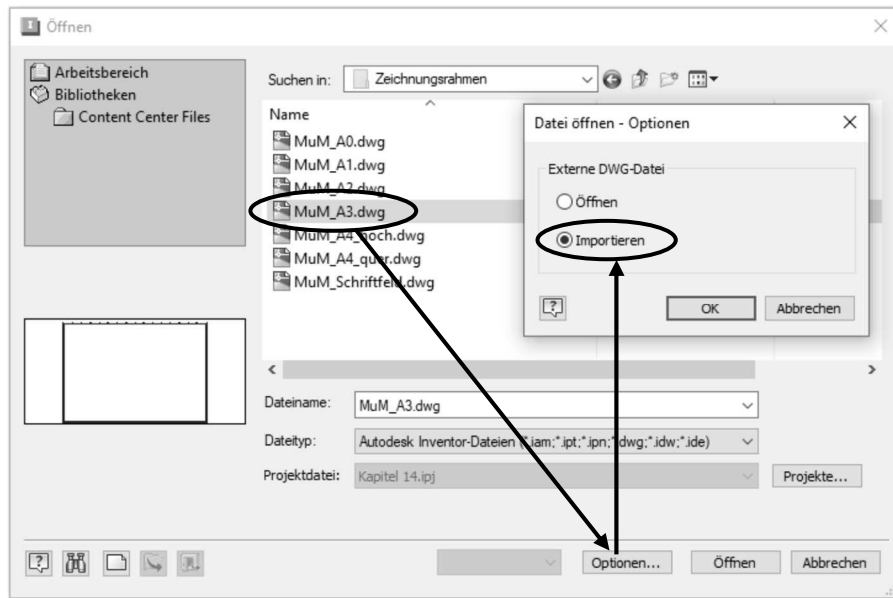 Öffnen
Arbeitsbereich
Bibliotheken
Content Center Files
Suchen in:
Zeichnungsrahmen
Name
MuM_A0.dwg
MuM_A1.dwg
MuM_A2.dwg
MuM_A3.dwg
MuM_A4_hoch.dwg
MuM_A4_quer.dwg
MuM_Schriftfeld.dwg
Datei öffnen - Optionen
Externe DWG-Datei
Öffnen
Importieren
OK
Abbrechen
Dateiname:
MuM_A3.dwg
Dateityp:
Autodesk Inventor-Dateien (*.iam;*.ipt;*.ipn;*.dwg;*.idw;*.ide)
Projektdatei:
Kapitel 14.ipj
Projekte...
Optionen...
Öffnen
Abbrechen